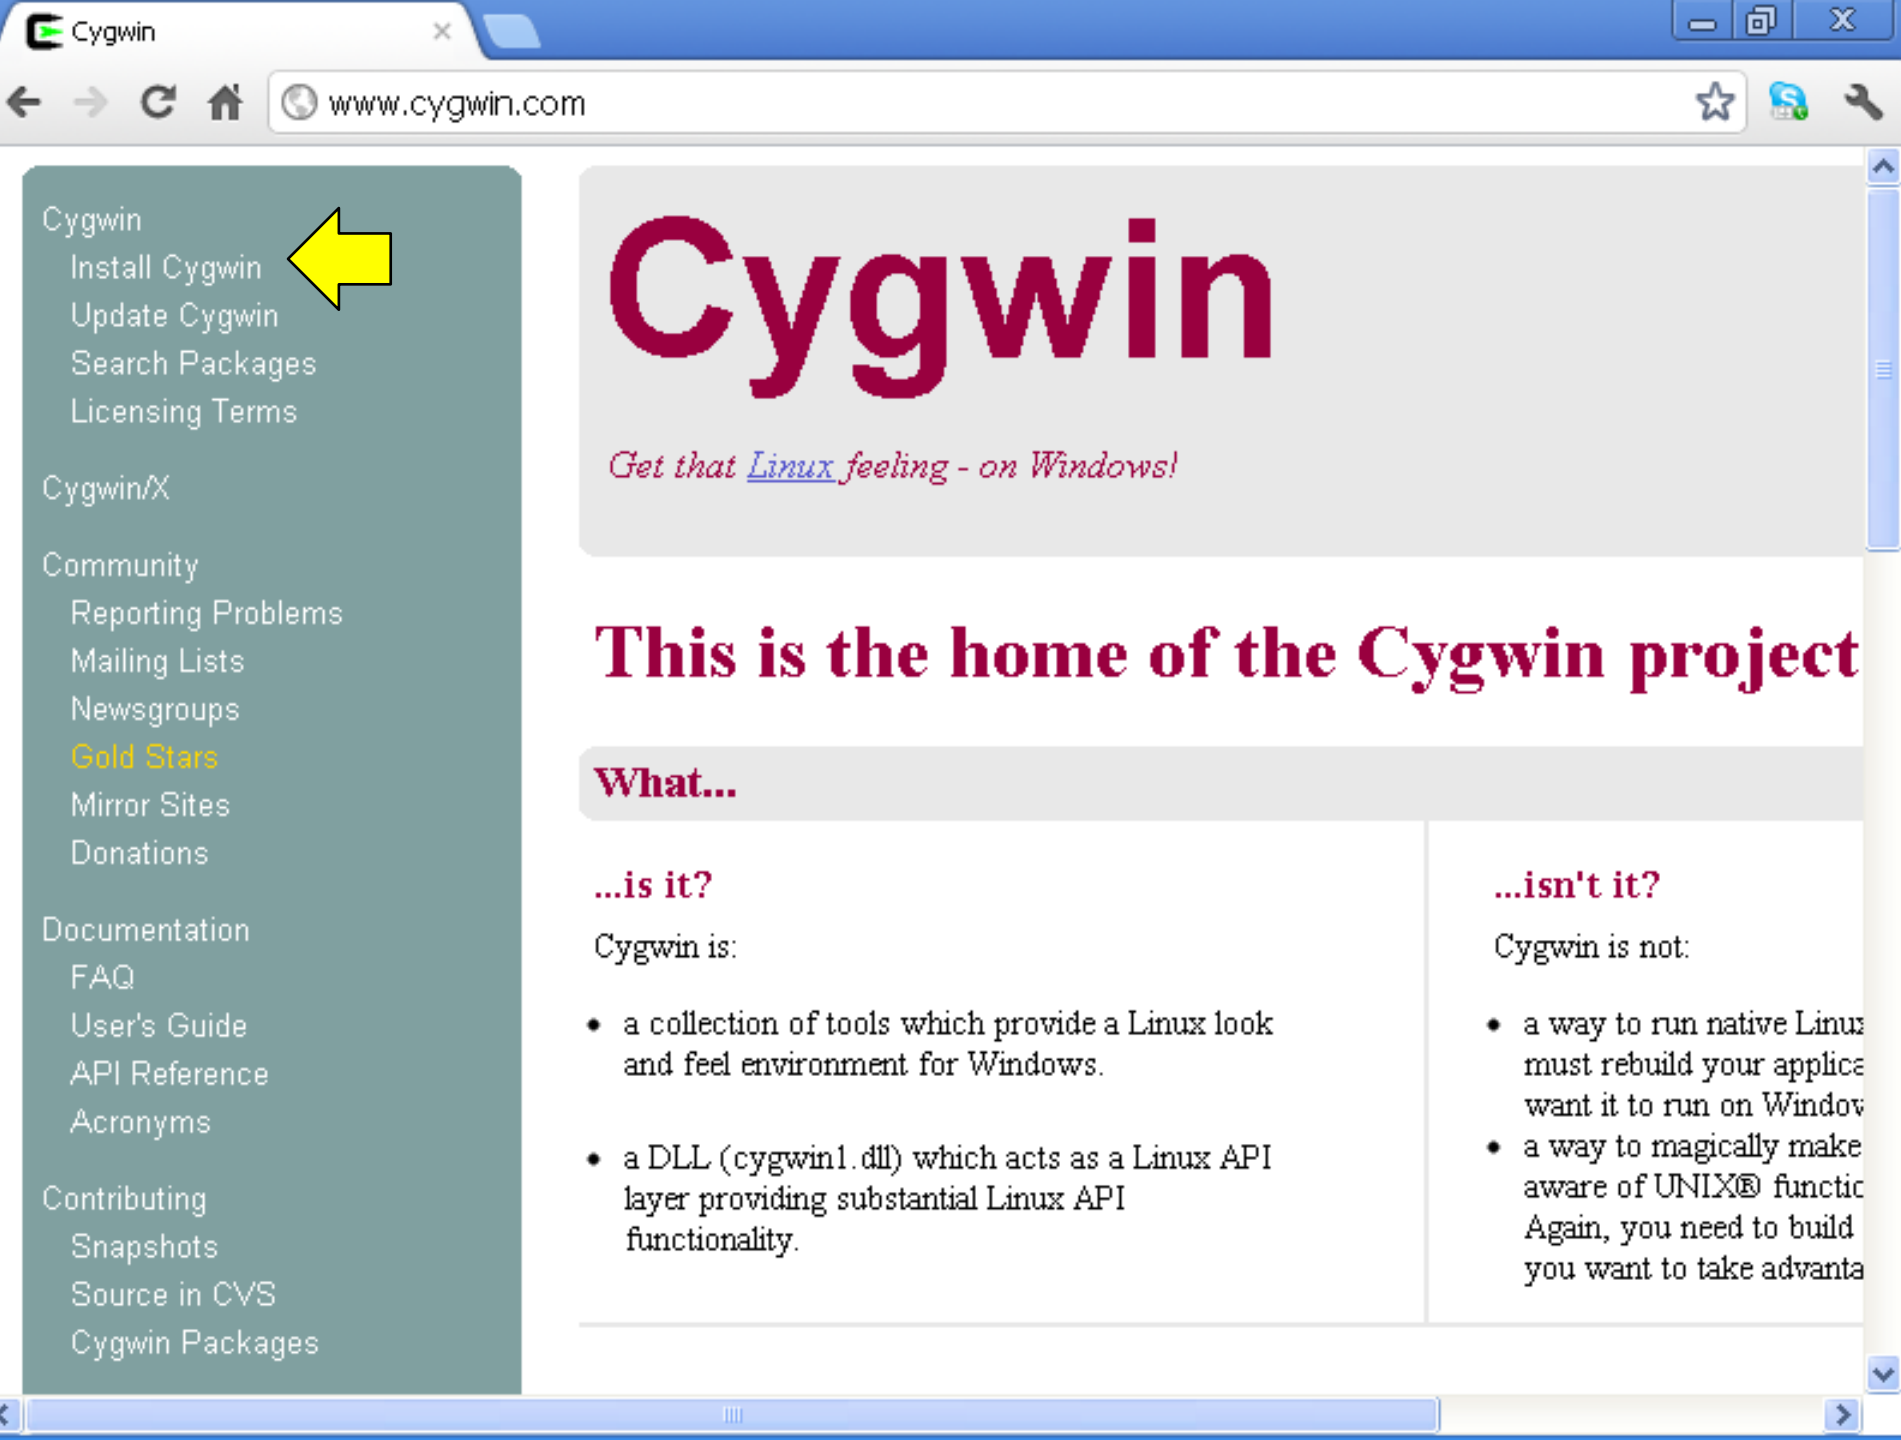 Cygwin
www.cygwin.com
Cygwin
Install Cygwin
Update Cygwin
Search Packages
Licensing Terms
Cygwin/X
Community
Reporting Problems
Mailing Lists
Newsgroups
Gold Stars
Mirror Sites
Donations
Documentation
FAQ
User's Guide
API Reference
Acronyms
Contributing
Snapshots
Source in CVS
Cygwin Packages
Cygwin
Get that Linux feeling - on Windows!
This is the home of the Cygwin project
What...
...is it?
Cygwin is:
• a collection of tools which provide a Linux look
and feel environment for Windows.
• a DLL (cygwin1.dll) which acts as a Linux API
layer providing substantial Linux API
functionality.
...isn't it?
Cygwin is not:
• a way to run native
must rebuild your
want it to run on
• a way to magically make
aware of UNIX®
Again, you need to build
you want to take